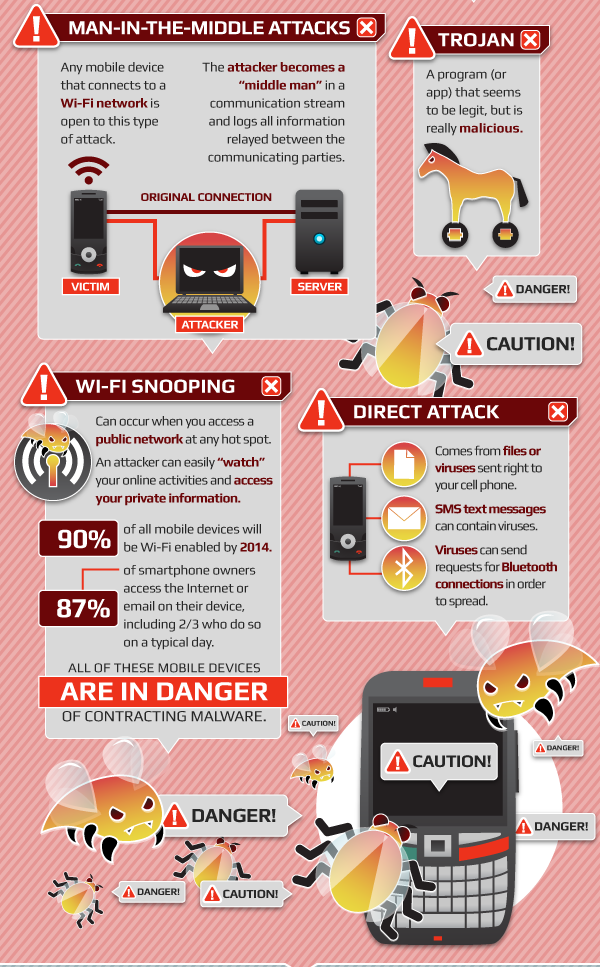 MAN-IN-THE-MIDDLE ATTACKS
Any mobile device
that connects to a
Wi-Fi network is
open to this type
of attack.
The attacker becomes a
“middle man” in a
communication stream
and logs all information
relayed between the
communicating parties.
ORIGINAL CONNECTION
VICTIM
SERVER
ATTACKER
TROJAN
A program (or
app) that seems
to be legit, but is
really malicious.
DANGER!
CAUTION!
WI-FI SNOOPING
Can occur when you access a
public network at any hot spot.
An attacker can easily “watch”
your online activities and access
your private information.
90%
of all mobile devices will
be Wi-Fi enabled by 2014.
87%
of smartphone owners
access the Internet or
email on their device,
including 2/3 who do so
on a typical day.
ALL OF THESE MOBILE DEVICES
ARE IN DANGER
OF CONTRACTING MALWARE.
DIRECT ATTACK
Comes from files or
viruses sent right to
your cell phone.
SMS text messages
can contain viruses.
Viruses can send
requests for Bluetooth
connections in order
to spread.
CAUTION!
DANGER!
CAUTION!
DANGER!
DANGER!
DANGER!
CAUTION!